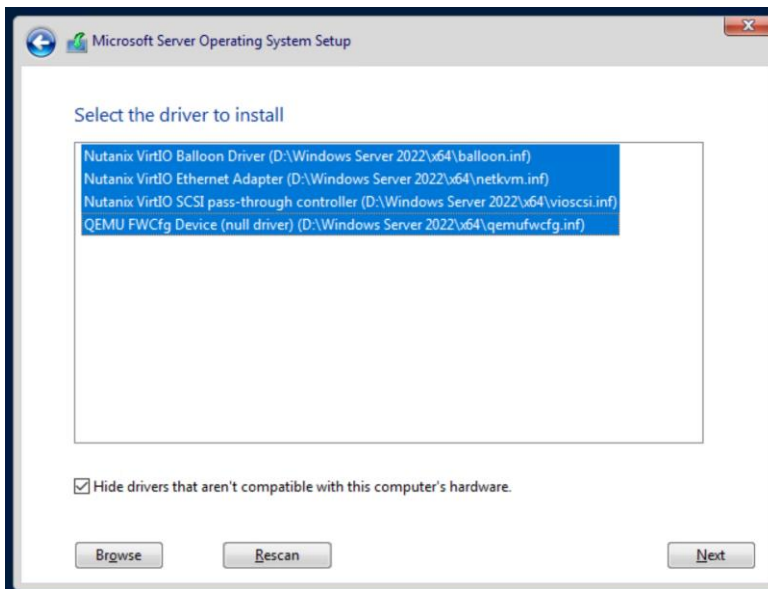 Microsoft Server Operating System Setup
Select the driver to install
Nutanix VirtIO Balloon Driver (D:\Windows Server 2022\x64\balloon.inf)
Nutanix VirtIO Ethernet Adapter (D:\Windows Server 2022\x64\netkvm.inf)
Nutanix VirtIO SCSI pass-through controller (D:\Windows Server 2022\x64\vioscsi.inf)
QEMU FWCfg Device (null driver) (D:\Windows Server 2022\x64\qemufwcfg.inf)
Hide drivers that aren't compatible with this computer's hardware.
Browse Rescan Next